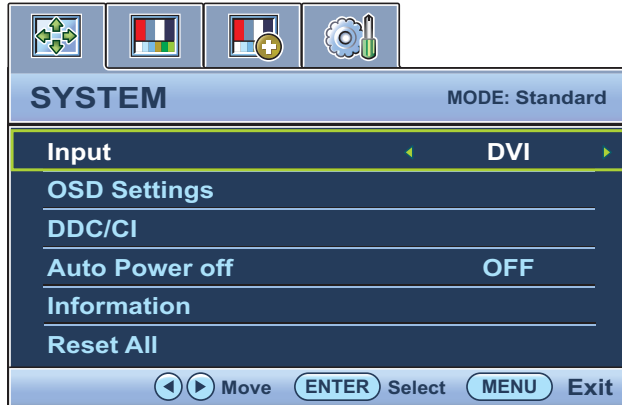 SYSTEM MODE: Standard
Input DVI
OSD Settings
DDC/CI
Auto Power off OFF
Information
Reset All
Move ENTER Select MENU Exit